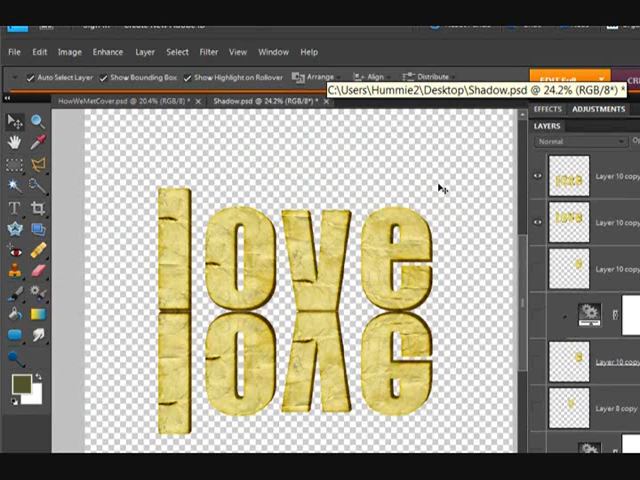 File Edit Image Enhance Layer Select Filter View Window Help
Auto Select Layer Show Bounding Box Show Highlight on Rollover Arrange Align Distribute
EDIT Full
C:\Users\Hummie2\Desktop\Shadow.psd @ 24.2% (RGB/8*) *
HowWeMetCover.psd @ 20.4% (RGB/8) * × Shadow.psd @ 24.2% (RGB/8*) * ×
EFFECTS ADJUSTMENTS
LAYERS
Normal
Layer 10 copy
Layer 10 copy
Layer 10 copy
Layer 10 copy
Layer 8 copy
love
love